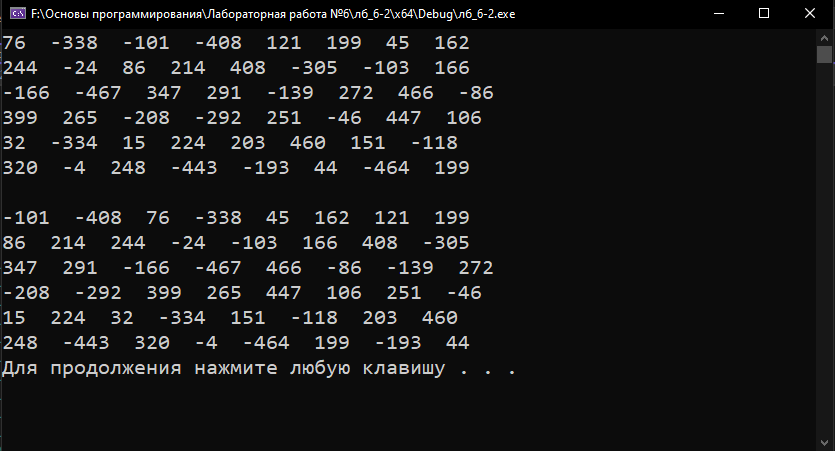 F:\Основы программирования\Лабораторная работа №6\лб_6-2\x64\Debug\лб_6-2.exe
76  -338  -101  -408  121  199  45  162
244  -24  86  214  408  -305  -103  166
-166  -467  347  291  -139  272  466  -86
399  265  -208  -292  251  -46  447  106
32  -334  15  224  203  460  151  -118
320  -4  248  -443  -193  44  -464  199
-101  -408  76  -338  45  162  121  199
86  214  244  -24  -103  166  408  -305
347  291  -166  -467  466  -86  -139  272
-208  -292  399  265  447  106  251  -46
15  224  32  -334  151  -118  203  460
248  -443  320  -4  -464  199  -193  44
Для продолжения нажмите любую клавишу . . .